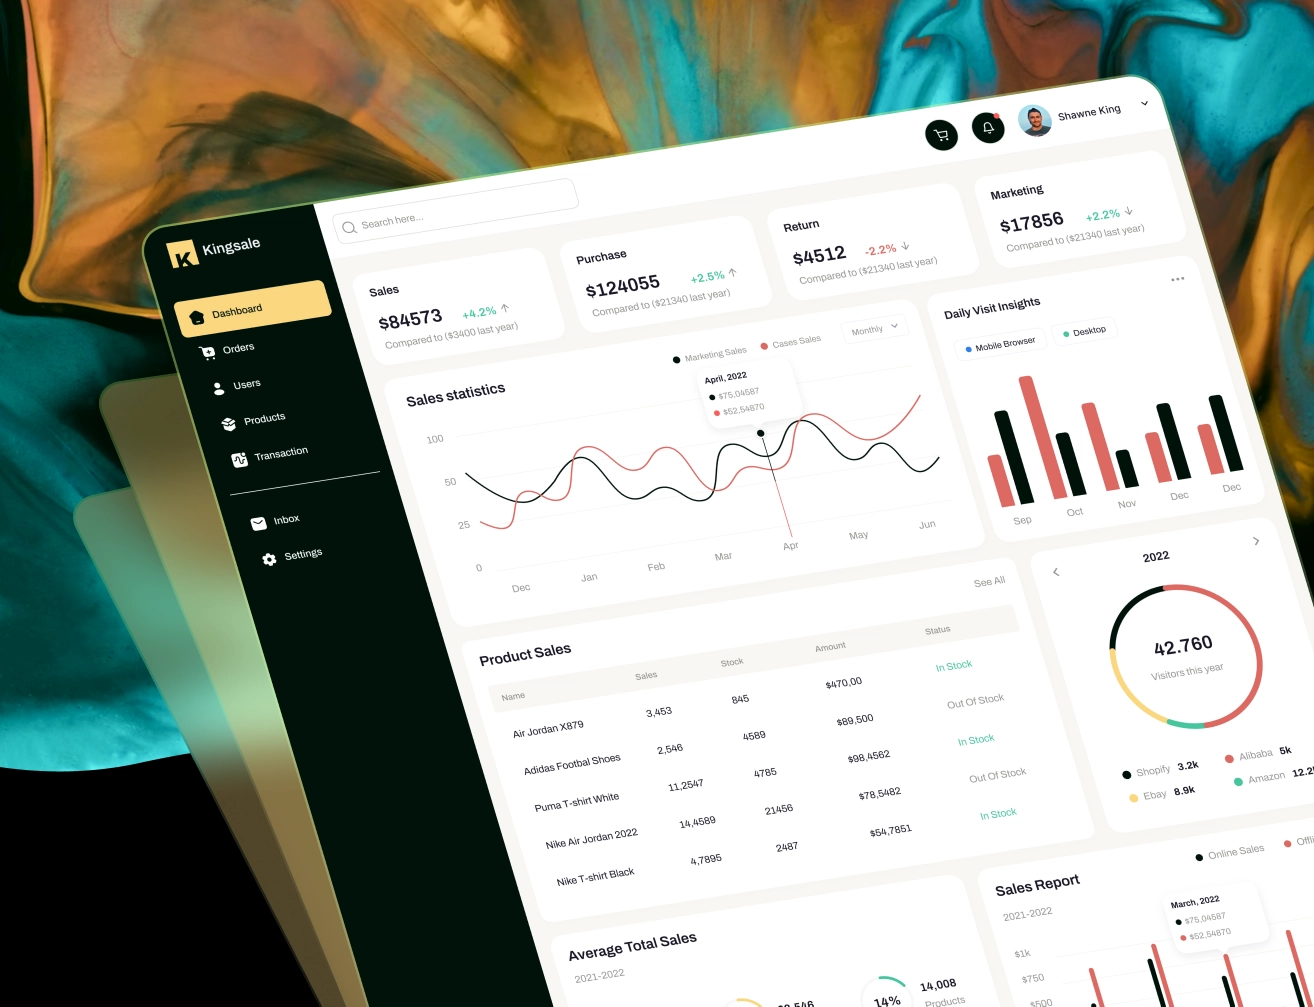 Shawne King
Search here...
Kingsale
Dashboard
Orders
Users
Products
Transaction
Inbox
Settings
Sales
$84573 +4.2%
Compared to ($3400 last year)
Purchase
$124055 +2.5%
Compared to ($21340 last year)
Return
$4512 -2.2%
Compared to ($21340 last year)
Marketing
$17856 +2.2%
Compared to ($21340 last year)
Sales statistics
Marketing Sales Cases Sales Monthly
April, 2022
$75,04587
$52,54870
100
50
25
0
Dec Jan Feb Mar Apr May Jun
Daily Visit Insights
Mobile Browser Desktop
Sep Oct Nov Dec Dec
Product Sales See All
Name Sales Stock Amount Status
Air Jordan X879 3,453 845 $470,00 In Stock
Adidas Footbal Shoes 2,546 4589 $89,500 Out Of Stock
Puma T-shirt White 11,2547 4785 $98,4562 In Stock
Nike Air Jordan 2022 14,4589 21456 $78,5482 Out Of Stock
Nike T-shirt Black 4,7895 2487 $54,7851 In Stock
2022
42.760
Visitors this year
Shopify 3.2k Alibaba 5k
Ebay 8.9k Amazon
Average Total Sales
2021-2022
14%
14,008
Products
Sales Report
Online Sales
2021-2022
March, 2022
$75,04587
$52,54870
$1k
$750
$500